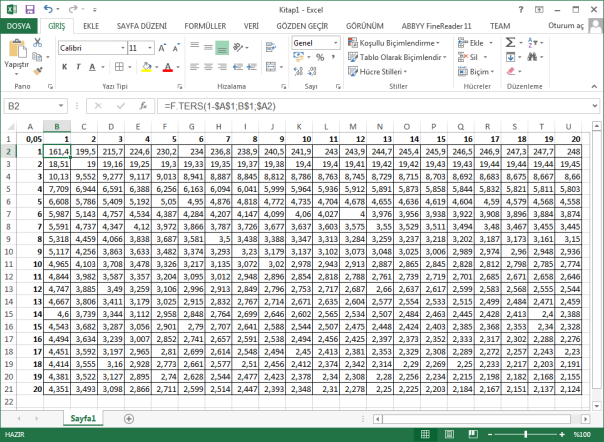 Kitap1 - Excel
DOSYA GİRİŞ EKLE SAYFA DÜZENİ FORMÜLLER VERİ GÖZDEN GEÇİR GÖRÜNÜM ABBYY FineReader 11 TEAM Oturum aç
Yapıştır
Calibri 11
K T A
Genel
%
Koşullu Biçimlendirme
Tablo Olarak Biçimlendir
Hücre Stilleri
Ekle
Sil
Biçim
Pano Yazı Tipi Hizalama Sayı Stiller Hücreler Düzenleme
B2 fx =F.TERS(1-$A$1;B$1;$A2)
A B C D E F G H I J K L M N O P Q R S T U
1 0,05 1 2 3 4 5 6 7 8 9 10 11 12 13 14 15 16 17 18 19 20
2 1 161,4 199,5 215,7 224,6 230,2 234 236,8 238,9 240,5 241,9 243 243,9 244,7 245,4 245,9 246,5 246,9 247,3 247,7 248
3 2 18,51 19 19,16 19,25 19,3 19,33 19,35 19,37 19,38 19,4 19,4 19,41 19,42 19,42 19,43 19,43 19,44 19,44 19,44 19,45
4 3 10,13 9,552 9,277 9,117 9,013 8,941 8,887 8,845 8,812 8,786 8,763 8,745 8,729 8,715 8,703 8,692 8,683 8,675 8,667 8,66
5 4 7,709 6,944 6,591 6,388 6,256 6,163 6,094 6,041 5,999 5,964 5,936 5,912 5,891 5,873 5,858 5,844 5,832 5,821 5,811 5,803
6 5 6,608 5,786 5,409 5,192 5,05 4,95 4,876 4,818 4,772 4,735 4,704 4,678 4,655 4,636 4,619 4,604 4,59 4,579 4,568 4,558
7 6 5,987 5,143 4,757 4,534 4,387 4,284 4,207 4,147 4,099 4,06 4,027 4 3,976 3,956 3,938 3,922 3,908 3,896 3,884 3,874
8 7 5,591 4,737 4,347 4,12 3,972 3,866 3,787 3,726 3,677 3,637 3,603 3,575 3,55 3,529 3,511 3,494 3,48 3,467 3,455 3,445
9 8 5,318 4,459 4,066 3,838 3,687 3,581 3,5 3,438 3,388 3,347 3,313 3,284 3,259 3,237 3,218 3,202 3,187 3,173 3,161 3,15
10 9 5,117 4,256 3,863 3,633 3,482 3,374 3,293 3,23 3,179 3,137 3,102 3,073 3,048 3,025 3,006 2,989 2,974 2,96 2,948 2,936
11 10 4,965 4,103 3,708 3,478 3,326 3,217 3,135 3,072 3,02 2,978 2,943 2,913 2,887 2,865 2,845 2,828 2,812 2,798 2,785 2,774
12 11 4,844 3,982 3,587 3,357 3,204 3,095 3,012 2,948 2,896 2,854 2,818 2,788 2,761 2,739 2,719 2,701 2,685 2,671 2,658 2,646
13 12 4,747 3,885 3,49 3,259 3,106 2,996 2,913 2,849 2,796 2,753 2,717 2,687 2,66 2,637 2,617 2,599 2,583 2,568 2,555 2,544
14 13 4,667 3,806 3,411 3,179 3,025 2,915 2,832 2,767 2,714 2,671 2,635 2,604 2,577 2,554 2,533 2,515 2,499 2,484 2,471 2,459
15 14 4,6 3,739 3,344 3,112 2,958 2,848 2,764 2,699 2,646 2,602 2,565 2,534 2,507 2,484 2,463 2,445 2,428 2,413 2,4 2,388
16 15 4,543 3,682 3,287 3,056 2,901 2,79 2,707 2,641 2,588 2,544 2,507 2,475 2,448 2,424 2,403 2,385 2,368 2,353 2,34 2,328
17 16 4,494 3,634 3,239 3,007 2,852 2,741 2,657 2,591 2,538 2,494 2,456 2,425 2,397 2,373 2,352 2,333 2,317 2,302 2,288 2,276
18 17 4,451 3,592 3,197 2,965 2,81 2,699 2,614 2,548 2,494 2,45 2,413 2,381 2,353 2,329 2,308 2,289 2,272 2,257 2,243 2,23
19 18 4,414 3,555 3,16 2,928 2,773 2,661 2,577 2,51 2,456 2,412 2,374 2,342 2,314 2,29 2,269 2,25 2,233 2,217 2,203 2,191
20 19 4,381 3,522 3,127 2,895 2,74 2,628 2,544 2,477 2,423 2,378 2,34 2,308 2,28 2,256 2,234 2,215 2,198 2,182 2,168 2,155
21 20 4,351 3,493 3,098 2,866 2,711 2,599 2,514 2,447 2,393 2,348 2,31 2,278 2,25 2,225 2,203 2,184 2,167 2,151 2,137 2,124
22
Sayfa1
HAZIR %100